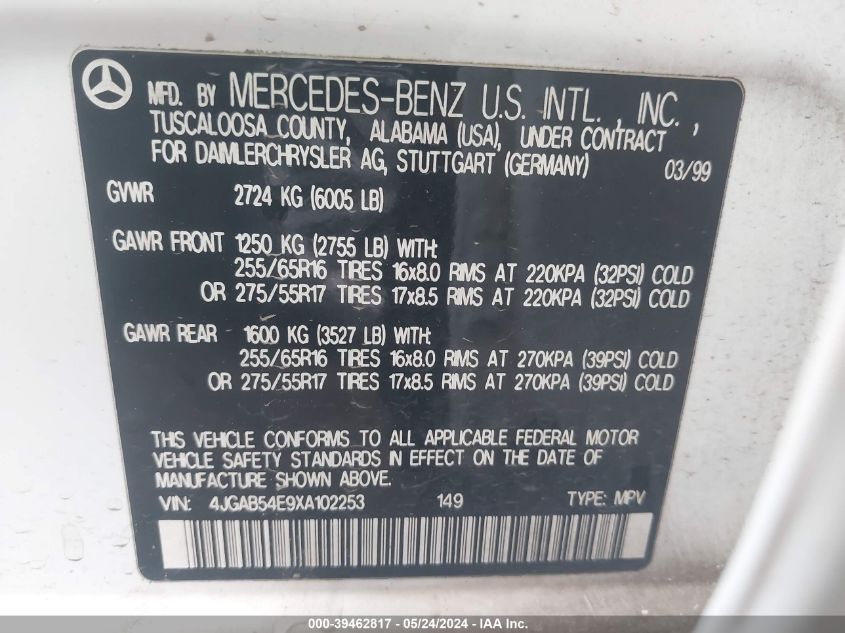 MFD. BY MERCEDES-BENZ U.S. INTL., INC.,
TUSCALOOSA COUNTY, ALABAMA (USA), UNDER CONTRACT
FOR DAIMLERCHRYSLER AG, STUTTGART (GERMANY) 03/99
GVWR 2724 KG (6005 LB)
GAWR FRONT 1250 KG (2755 LB) WITH:
255/65R16 TIRES 16x8.0 RIMS AT 220KPA (32PSI) COLD
OR 275/55R17 TIRES 17x8.5 RIMS AT 220KPA (32PSI) COLD
GAWR REAR 1600 KG (3527 LB) WITH:
255/65R16 TIRES 16x8.0 RIMS AT 270KPA (39PSI) COLD
OR 275/55R17 TIRES 17x8.5 RIMS AT 270KPA (39PSI) COLD
THIS VEHICLE CONFORMS TO ALL APPLICABLE FEDERAL MOTOR
VEHICLE SAFETY STANDARDS IN EFFECT ON THE DATE OF
MANUFACTURE SHOWN ABOVE.
VIN: 4JGAB54E9XA102253 149 TYPE: MPV
000-39462817 - 05/24/2024 - IAA Inc.